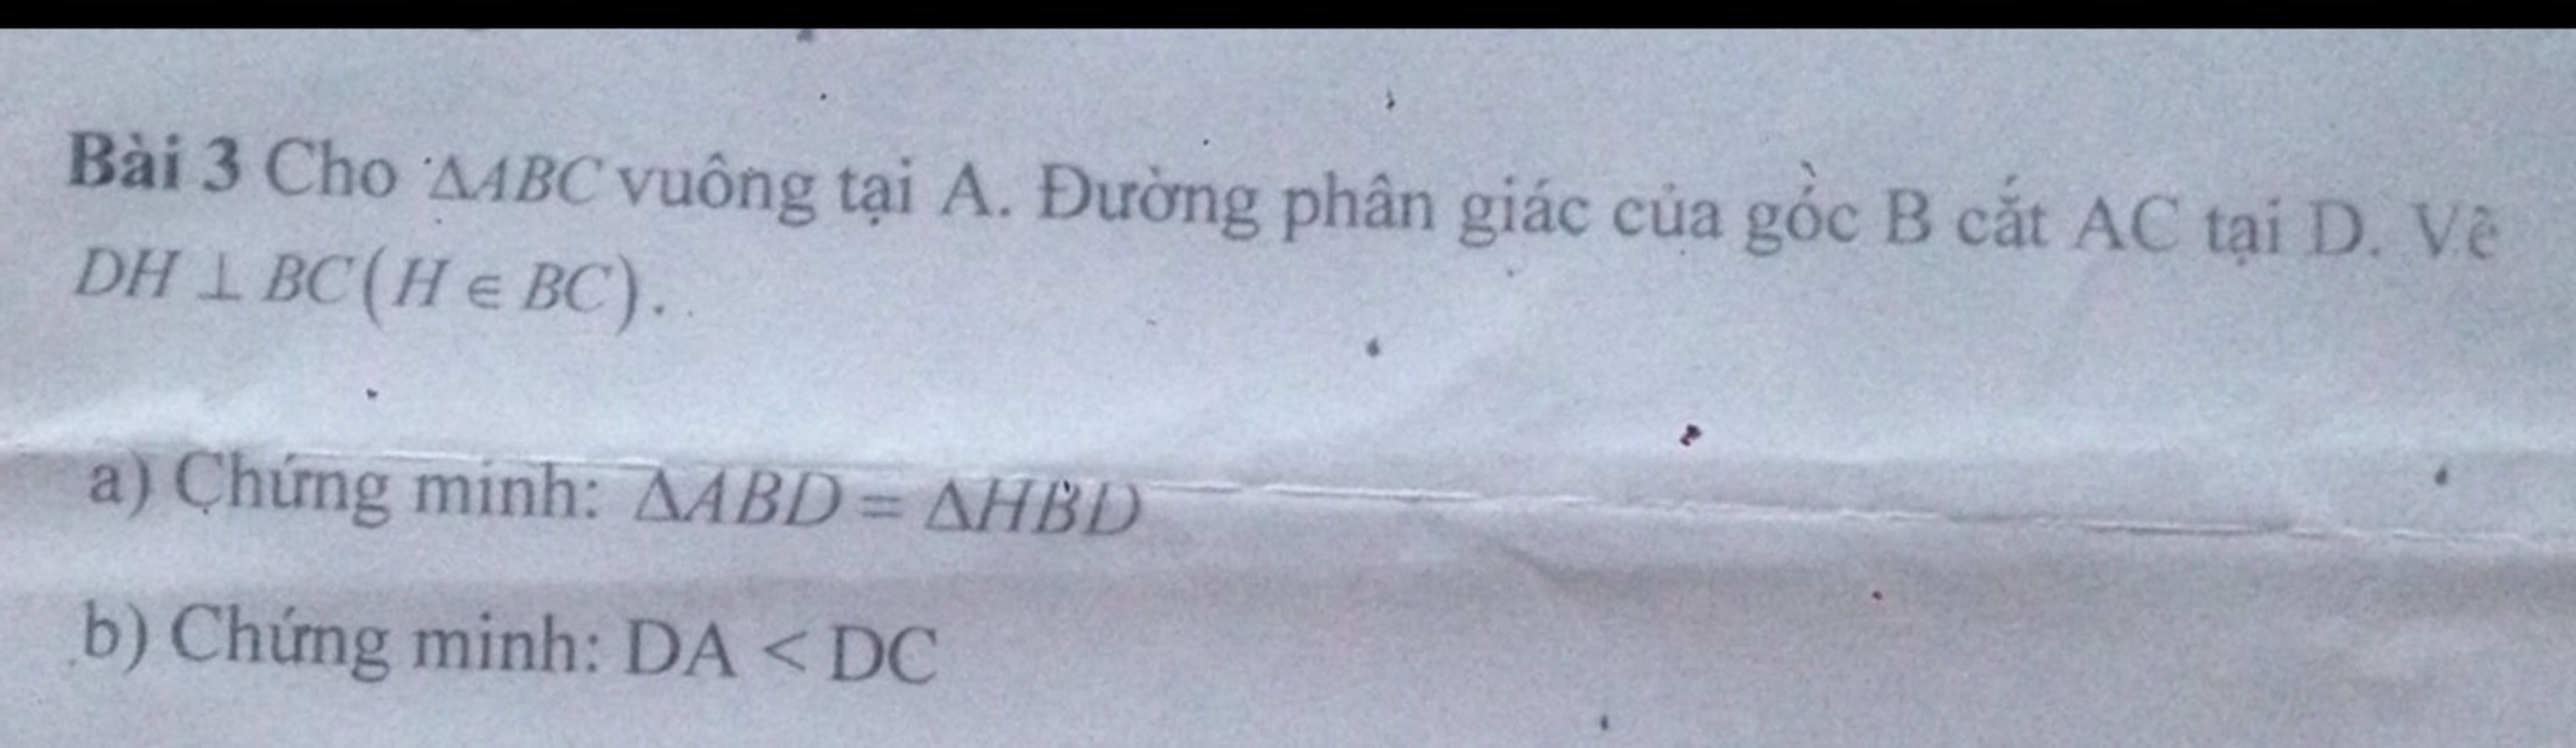 Bài 3 Cho ΔABC vuông tại A. Đường phân giác của góc B cắt AC tại D. Vẽ
DH ⊥ BC(H ∈ BC).
a) Chứng minh: ΔABD = ΔHBD
b) Chứng minh: DA < DC